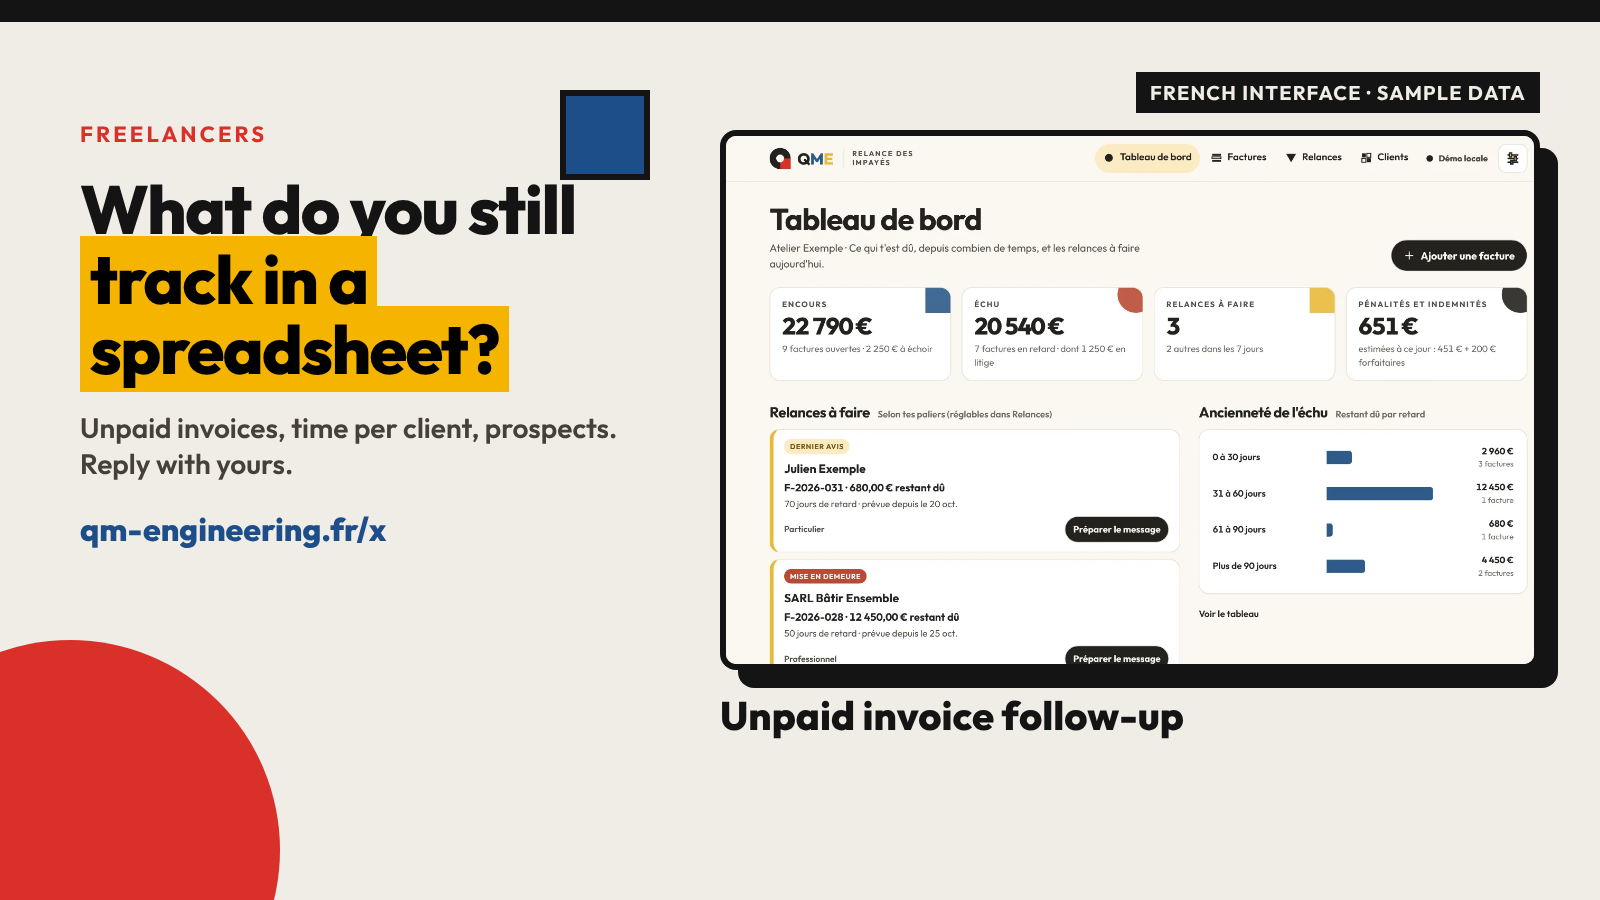 FREELANCERS
What do you still
track in a
spreadsheet?
Unpaid invoices, time per client, prospects.
Reply with yours.
qm-engineering.fr/x
FRENCH INTERFACE · SAMPLE DATA
QME
RELANCE DES
IMPAYÉS
Tableau de bord
Factures
Relances
Clients
Démo locale
Tableau de bord
Atelier Exemple · Ce qui t'est dû, depuis combien de temps, et les relances à faire
aujourd'hui.
+ Ajouter une facture
ENCOURS
22 790 €
9 factures ouvertes · 2 250 € à échoir
ÉCHU
20 540 €
7 factures en retard · dont 1 250 € en
litige
RELANCES À FAIRE
3
2 autres dans les 7 jours
PÉNALITÉS ET INDEMNITÉS
651 €
estimées à ce jour : 451 € + 200 €
forfaitaires
Relances à faire Selon tes paliers (réglables dans Relances)
DERNIER AVIS
Julien Exemple
F-2026-031 · 680,00 € restant dû
70 jours de retard · prévue depuis le 20 oct.
Particulier
Préparer le message
MISE EN DEMEURE
SARL Bâtir Ensemble
F-2026-028 · 12 450,00 € restant dû
50 jours de retard · prévue depuis le 25 oct.
Professionnel
Préparer le message
Ancienneté de l'échu Restant dû par retard
0 à 30 jours
2 960 €
3 factures
31 à 60 jours
12 450 €
1 facture
61 à 90 jours
680 €
1 facture
Plus de 90 jours
4 450 €
2 factures
Voir le tableau
Unpaid invoice follow-up